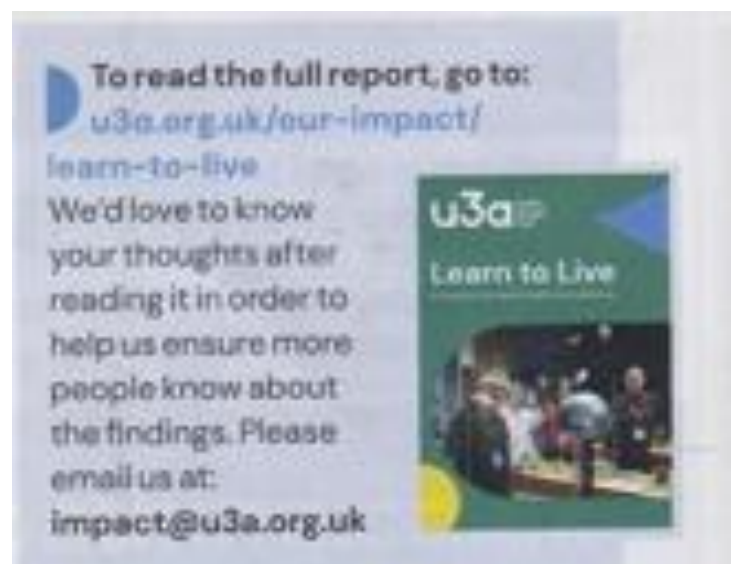 To read the full report, go to:
u3a.org.uk/our-impact/
learn-to-live
We'd love to know
your thoughts after
reading it in order to
help us ensure more
people know about
the findings. Please
email us at:
impact@u3a.org.uk
u3a
Learn to Live